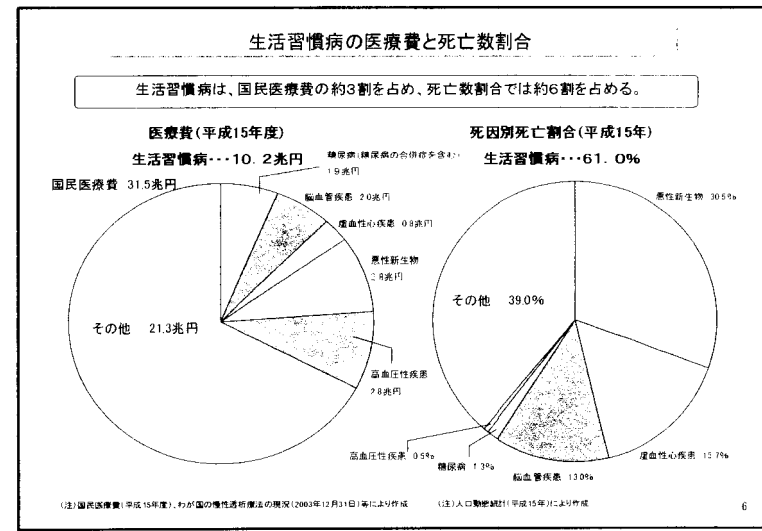 生活習慣病の医療費と死亡数割合
生活習慣病は、国民医療費の約3割を占め、死亡数割合では約6割を占める。
医療費(平成15年度)
生活習慣病･･･10. 2兆円
国民医療費 31.5兆円
糖尿病(糖尿病の合併症を含む)
1.9兆円
脳血管疾患 2.0兆円
虚血性心疾患 0.8兆円
悪性新生物
2.8兆円
高血圧性疾患
2.8兆円
その他 21.3兆円
死因別死亡割合(平成15年)
生活習慣病･･･61. 0%
悪性新生物 30.5%
その他 39.0%
高血圧性疾患
糖尿病 1.3%
脳血管疾患 13.0%
虚血性心疾患 15.7%
(注)国民医療費(平成15年度)、わが国の慢性透析療法の現況(2003年12月31日)等により作成
(注)人口動態統計(平成15年)により作成
6